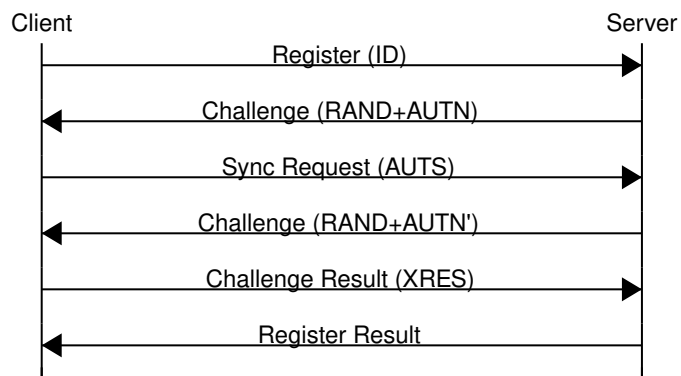 Client Server
Register (ID)
Challenge (RAND+AUTN)
Sync Request (AUTS)
Challenge (RAND+AUTN')
Challenge Result (XRES)
Register Result